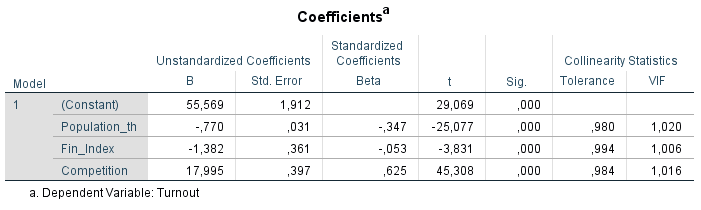 Coefficientsa
Unstandardized Coefficients Standardized Coefficients Collinearity Statistics
Model B Std. Error Beta t Sig. Tolerance VIF
1 (Constant) 55,569 1,912 29,069 ,000
Population_th -,770 ,031 -,347 -25,077 ,000 ,980 1,020
Fin_Index -1,382 ,361 -,053 -3,831 ,000 ,994 1,006
Competition 17,995 ,397 ,625 45,308 ,000 ,984 1,016
a. Dependent Variable: Turnout